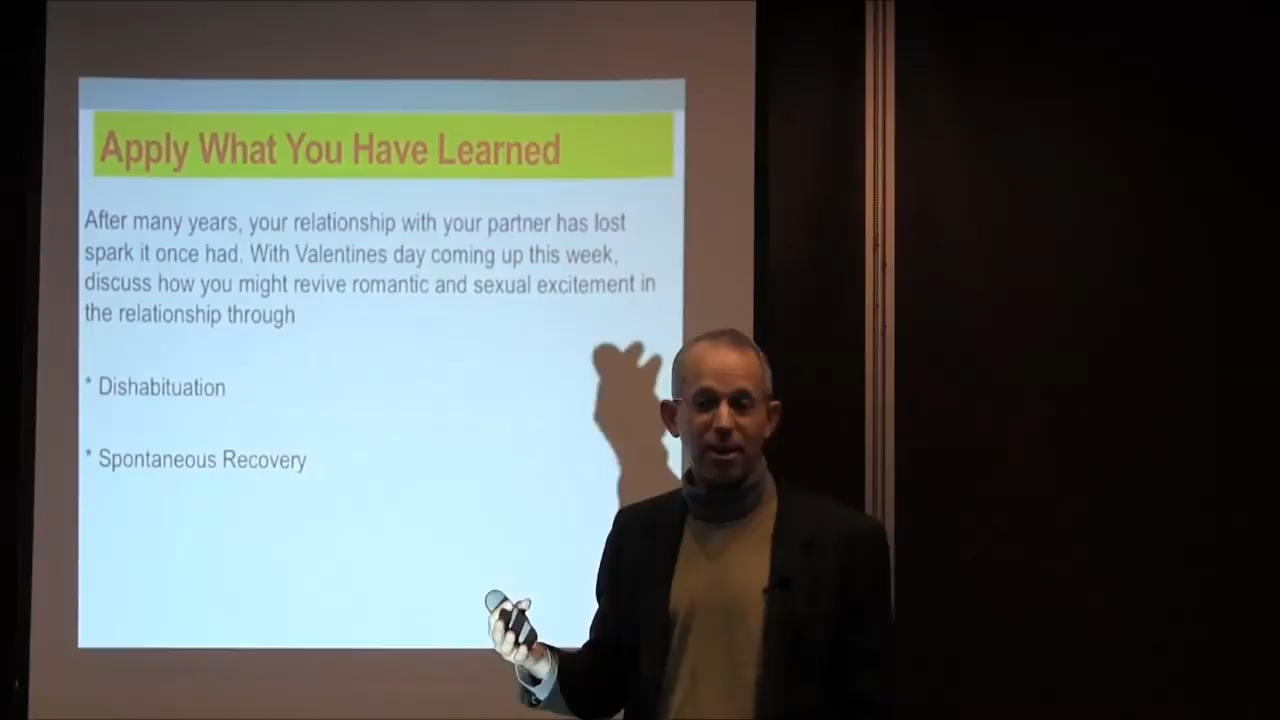 Apply What You Have Learned
After many years, your relationship with your partner has lost
spark it once had. With Valentines day coming up this week,
discuss how you might revive romantic and sexual excitement in
the relationship through
* Dishabituation
* Spontaneous Recovery